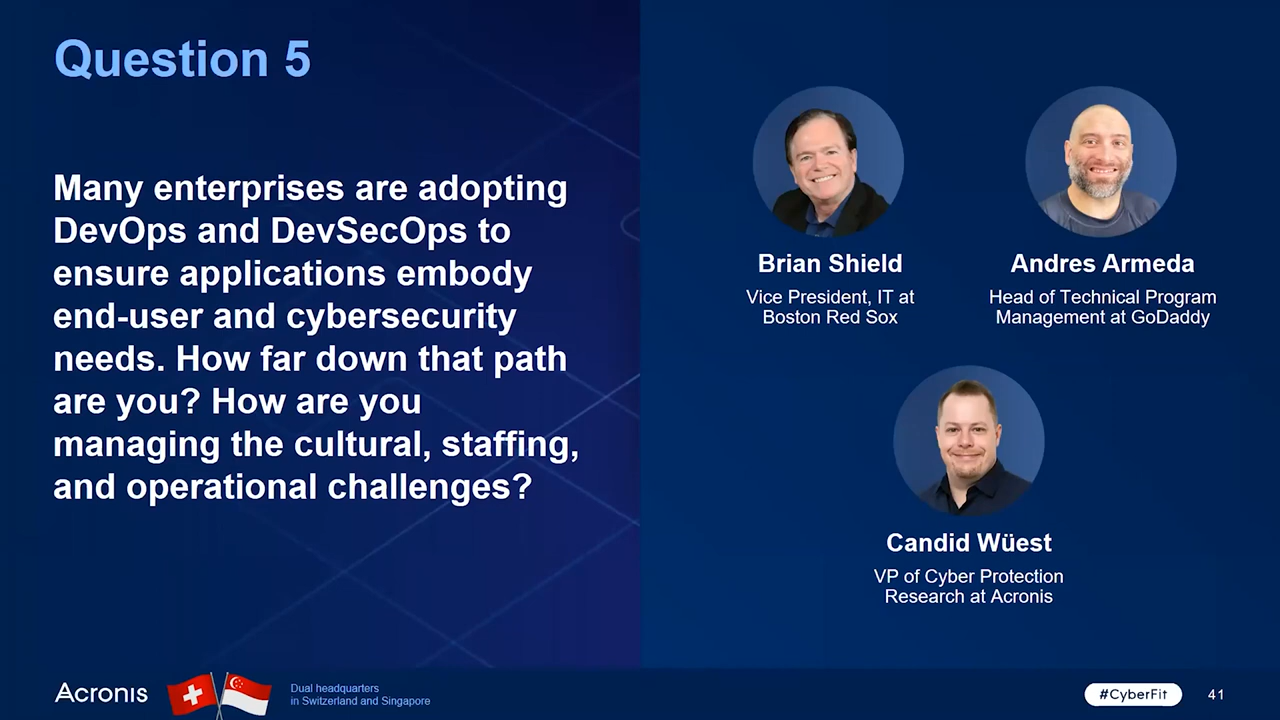 Question 5
Many enterprises are adopting
DevOps and DevSecOps to
ensure applications embody
end-user and cybersecurity
needs. How far down that path
are you? How are you
managing the cultural, staffing,
and operational challenges?
Brian Shield
Vice President, IT at
Boston Red Sox
Andres Armeda
Head of Technical Program
Management at GoDaddy
Candid Wüest
VP of Cyber Protection
Research at Acronis
Acronis
Dual headquarters
in Switzerland and Singapore
#CyberFit
41